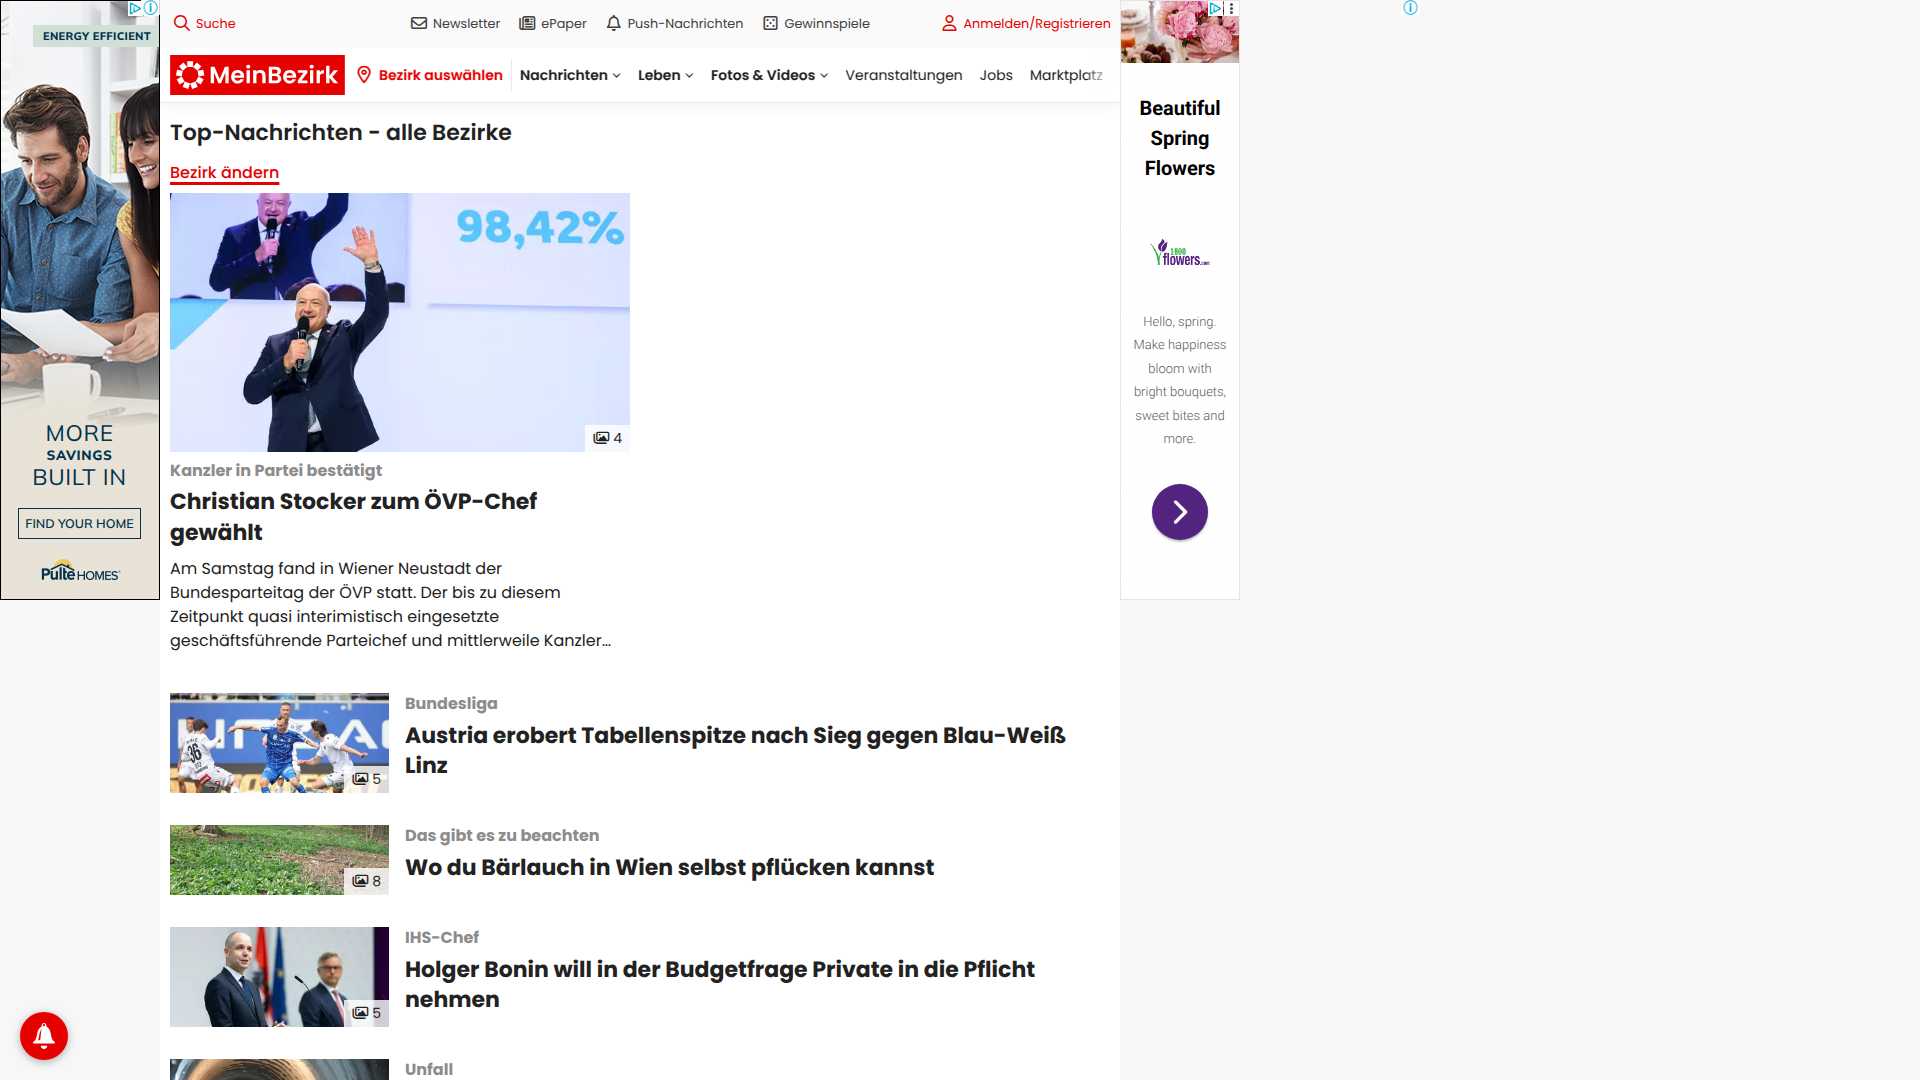 ENERGY EFFICIENT
MORE
SAVINGS
BUILT IN
FIND YOUR HOME
Pulte HOMES
Suche
Newsletter
ePaper
Push-Nachrichten
Gewinnspiele
Anmelden/Registrieren
MeinBezirk
Bezirk auswählen
Nachrichten
Leben
Fotos & Videos
Veranstaltungen
Jobs
Marktplatz
Top-Nachrichten - alle Bezirke
Bezirk ändern
98,42%
4
Kanzler in Partei bestätigt
Christian Stocker zum ÖVP-Chef
gewählt
Am Samstag fand in Wiener Neustadt der
Bundesparteitag der ÖVP statt. Der bis zu diesem
Zeitpunkt quasi interimistisch eingesetzte
geschäftsführende Parteichef und mittlerweile Kanzler...
36
5
Bundesliga
Austria erobert Tabellenspitze nach Sieg gegen Blau-Weiß
Linz
8
Das gibt es zu beachten
Wo du Bärlauch in Wien selbst pflücken kannst
5
IHS-Chef
Holger Bonin will in der Budgetfrage Private in die Pflicht
nehmen
Unfall
Beautiful
Spring
Flowers
1800
flowers.com
Hello, spring.
Make happiness
bloom with
bright bouquets,
sweet bites and
more.